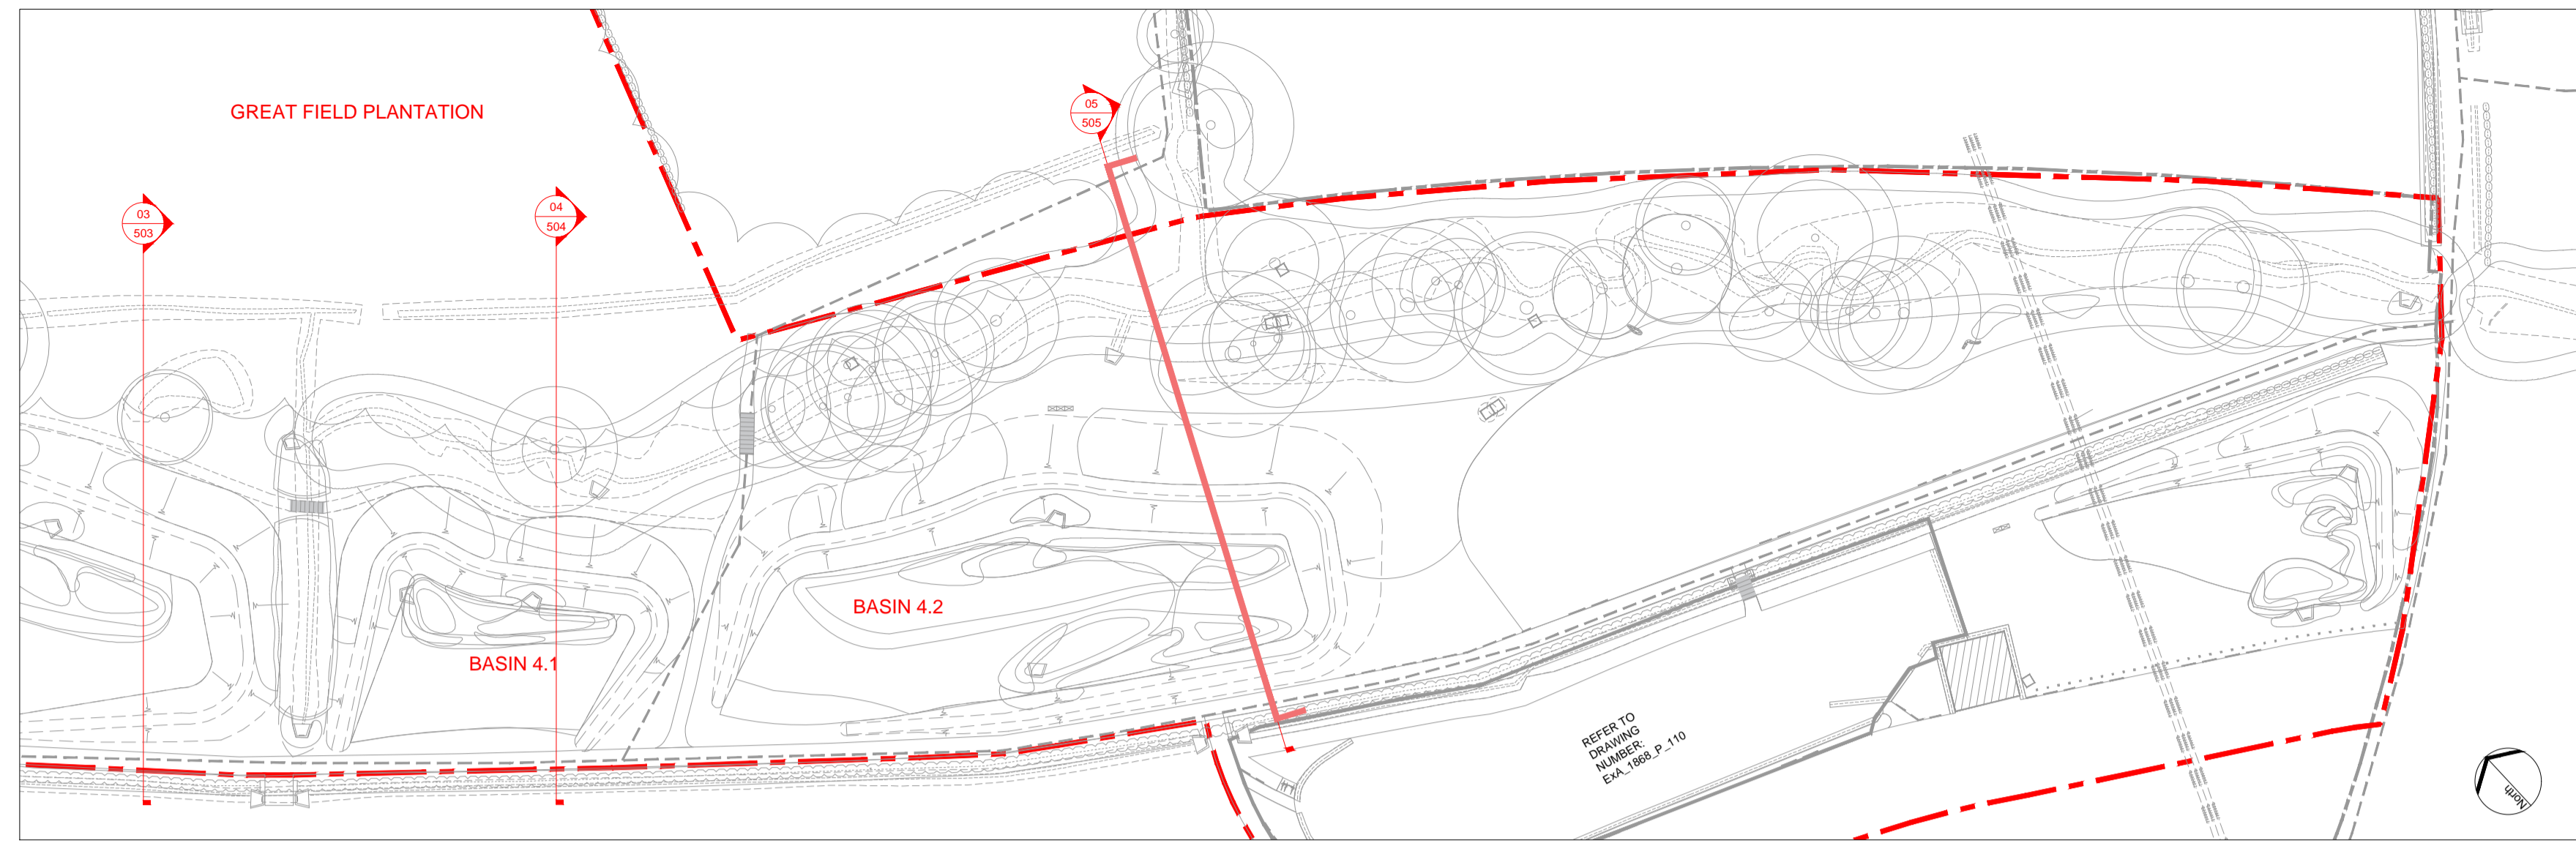 GREAT FIELD PLANTATION
05
505
03
503
04
504
BASIN 4.2
BASIN 4.1
REFER TO
DRAWING
NUMBER:
ExA_1868_P_110
North